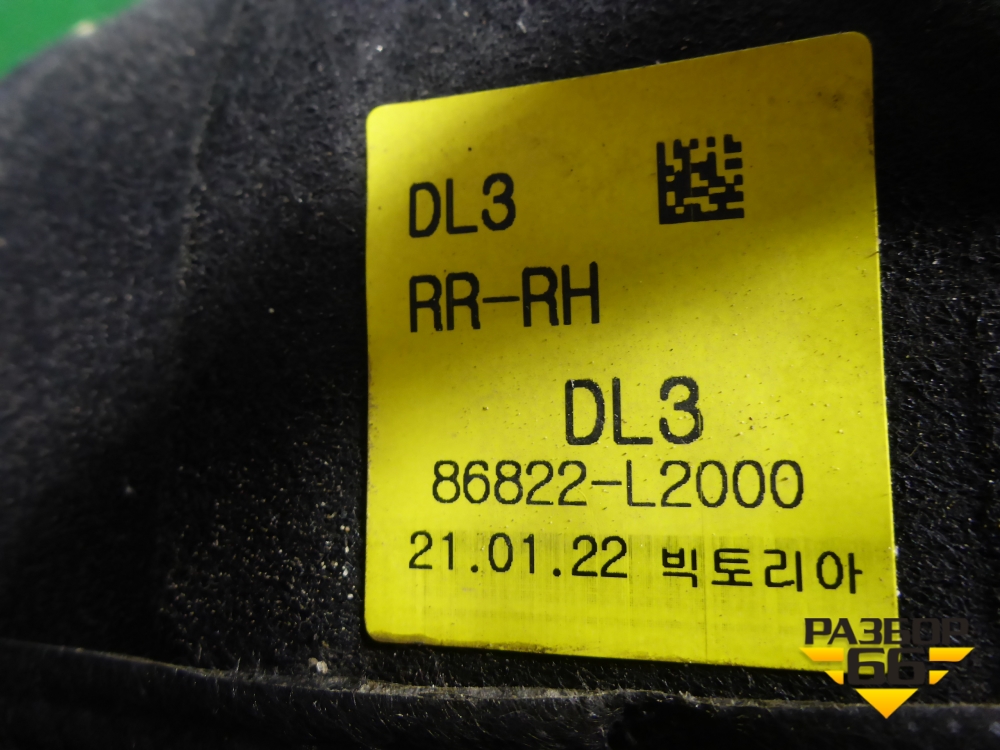 DL3
RR-RH
DL3
86822-L2000
21.01.22 빅토리아
РАЗБОР
66